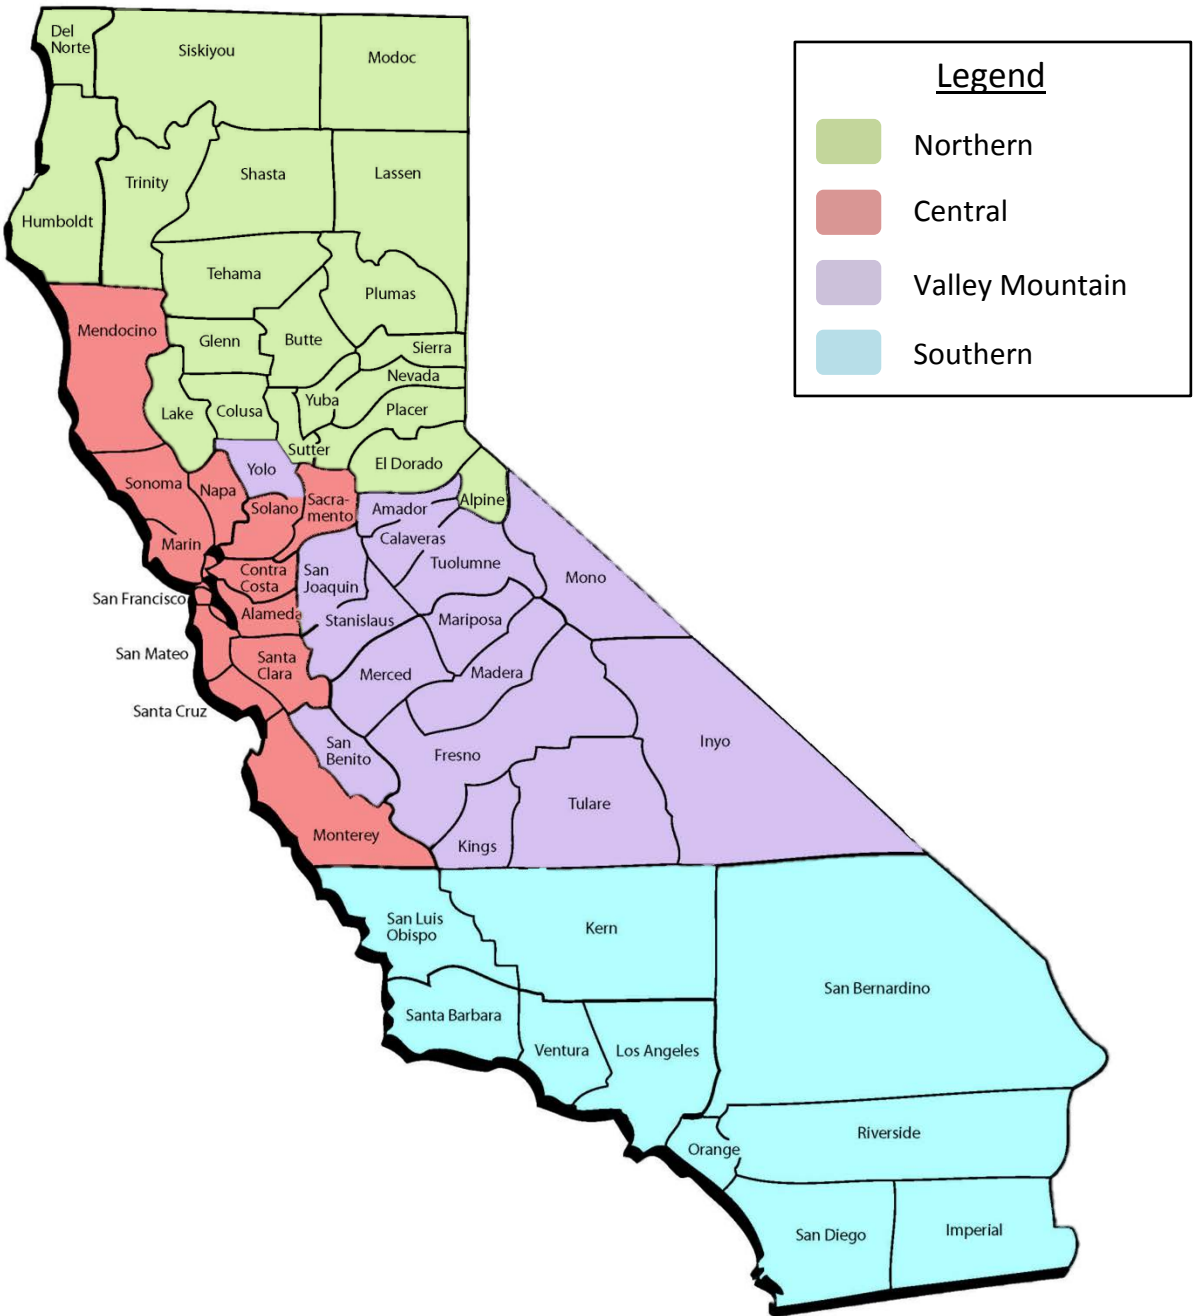 Legend
Northern
Central
Valley Mountain
Southern
Del
Norte
Siskiyou
Modoc
Humboldt
Trinity
Shasta
Lassen
Tehama
Plumas
Mendocino
Glenn
Butte
Sierra
Nevada
Lake
Colusa
Yuba
Placer
Sutter
El Dorado
Yolo
Sonoma
Napa
Solano
Sacra-
mento
Amador
Alpine
Marin
Calaveras
Contra
Costa
San
Joaquin
Tuolumne
Mono
San Francisco
Alameda
Stanislaus
Mariposa
San Mateo
Santa
Clara
Merced
Madera
Santa Cruz
San
Benito
Fresno
Inyo
Monterey
Kings
Tulare
San Luis
Obispo
Kern
San Bernardino
Santa Barbara
Ventura
Los Angeles
Orange
Riverside
San Diego
Imperial